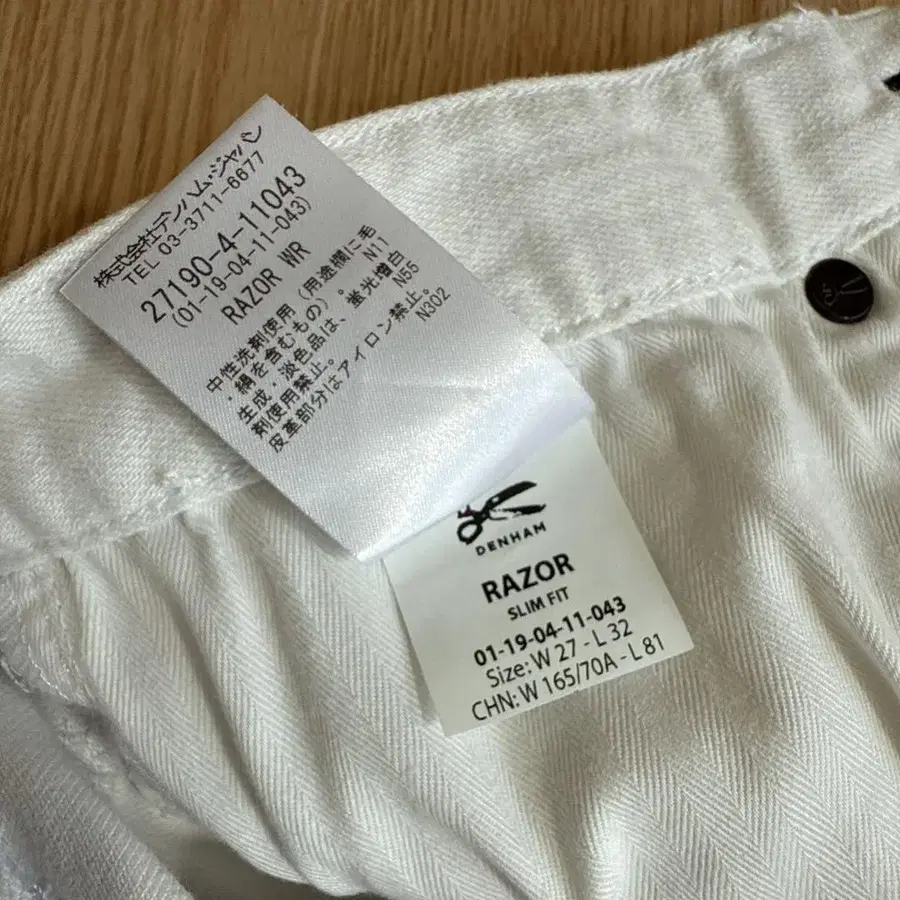 株式会社デンハム・ジャパン
TEL 03-3711-6677
27190-4-11043
(01-19-04-11-043)
RAZOR WR
中性洗剤使用（用途欄に毛
・絹を含むもの）。 N11
生成・淡色品は、蛍光増白
剤使用禁止。 N55
皮革部分はアイロン禁止。
N302
DENHAM
RAZOR
SLIM FIT
01-19-04-11-043
Size: W 27 - L 32
CHN: W 165/70A - L 81